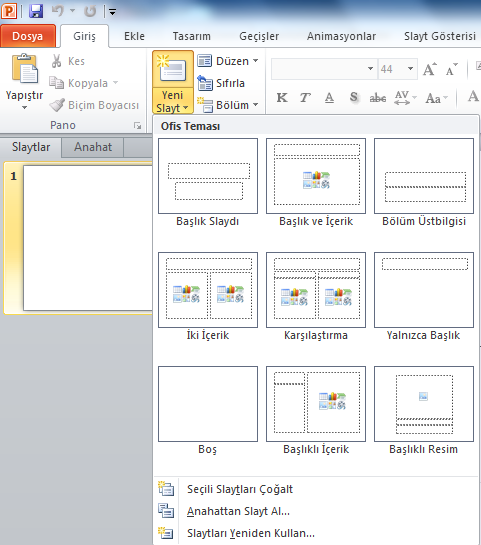 Dosya Giriş Ekle Tasarım Geçişler Animasyonlar Slayt Gösterisi
Yapıştır
Kes
Kopyala
Biçim Boyacısı
Pano
Yeni
Slayt
Düzen
Sıfırla
Bölüm
44 A A
K T A S abc AV Aa A
Slaytlar Anahat
1
Ofis Teması
Başlık Slaydı Başlık ve İçerik Bölüm Üstbilgisi
İki İçerik Karşılaştırma Yalnızca Başlık
Boş Başlıklı İçerik Başlıklı Resim
Seçili Slaytları Çoğalt
Anahattan Slayt Al...
Slaytları Yeniden Kullan...